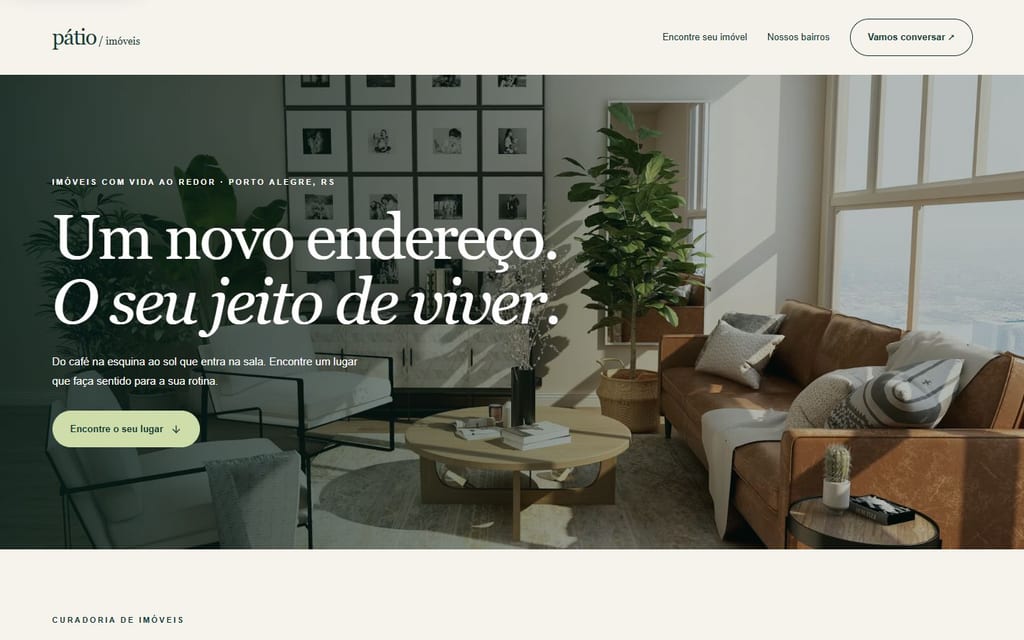 pátio / imóveis
Encontre seu imóvel
Nossos bairros
Vamos conversar ↗
IMÓVEIS COM VIDA AO REDOR · PORTO ALEGRE, RS
Um novo endereço.
O seu jeito de viver.
Do café na esquina ao sol que entra na sala. Encontre um lugar
que faça sentido para a sua rotina.
Encontre o seu lugar ↓
CURADORIA DE IMÓVEIS